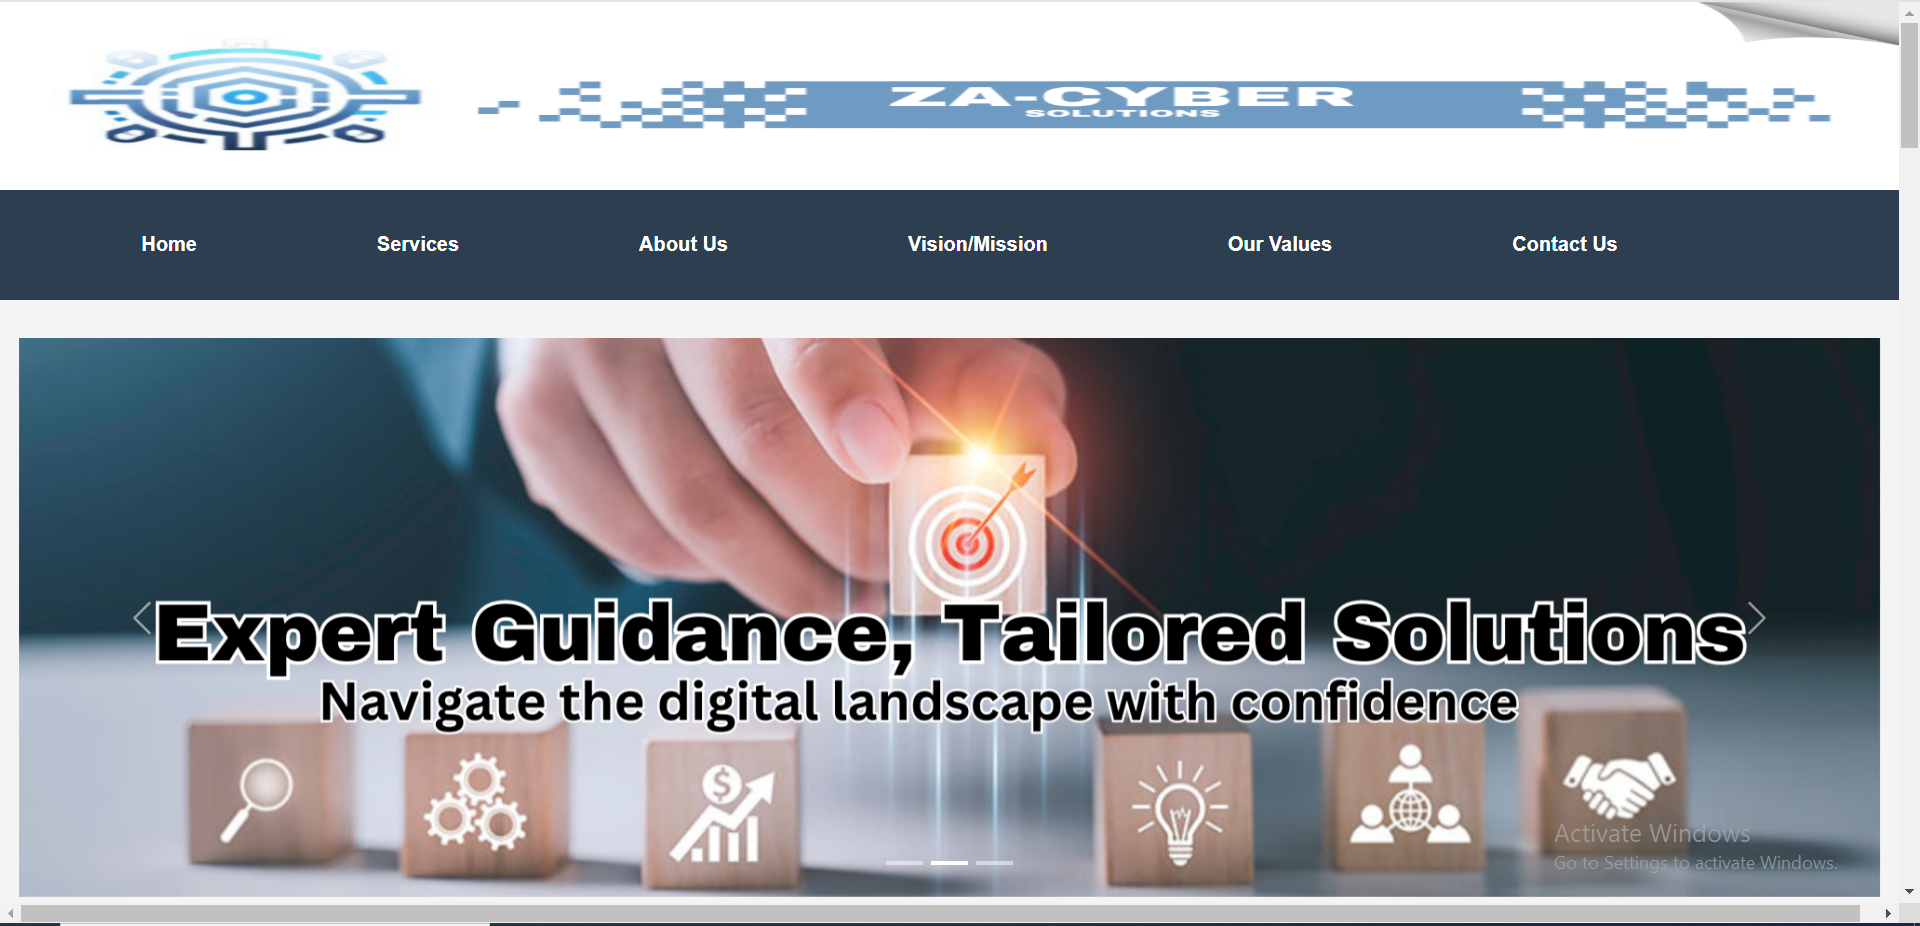 ZA-CYBER
SOLUTIONS
Home
Services
About Us
Vision/Mission
Our Values
Contact Us
Expert Guidance, Tailored Solutions
Navigate the digital landscape with confidence
$
Activate Windows
Go to Settings to activate Windows.